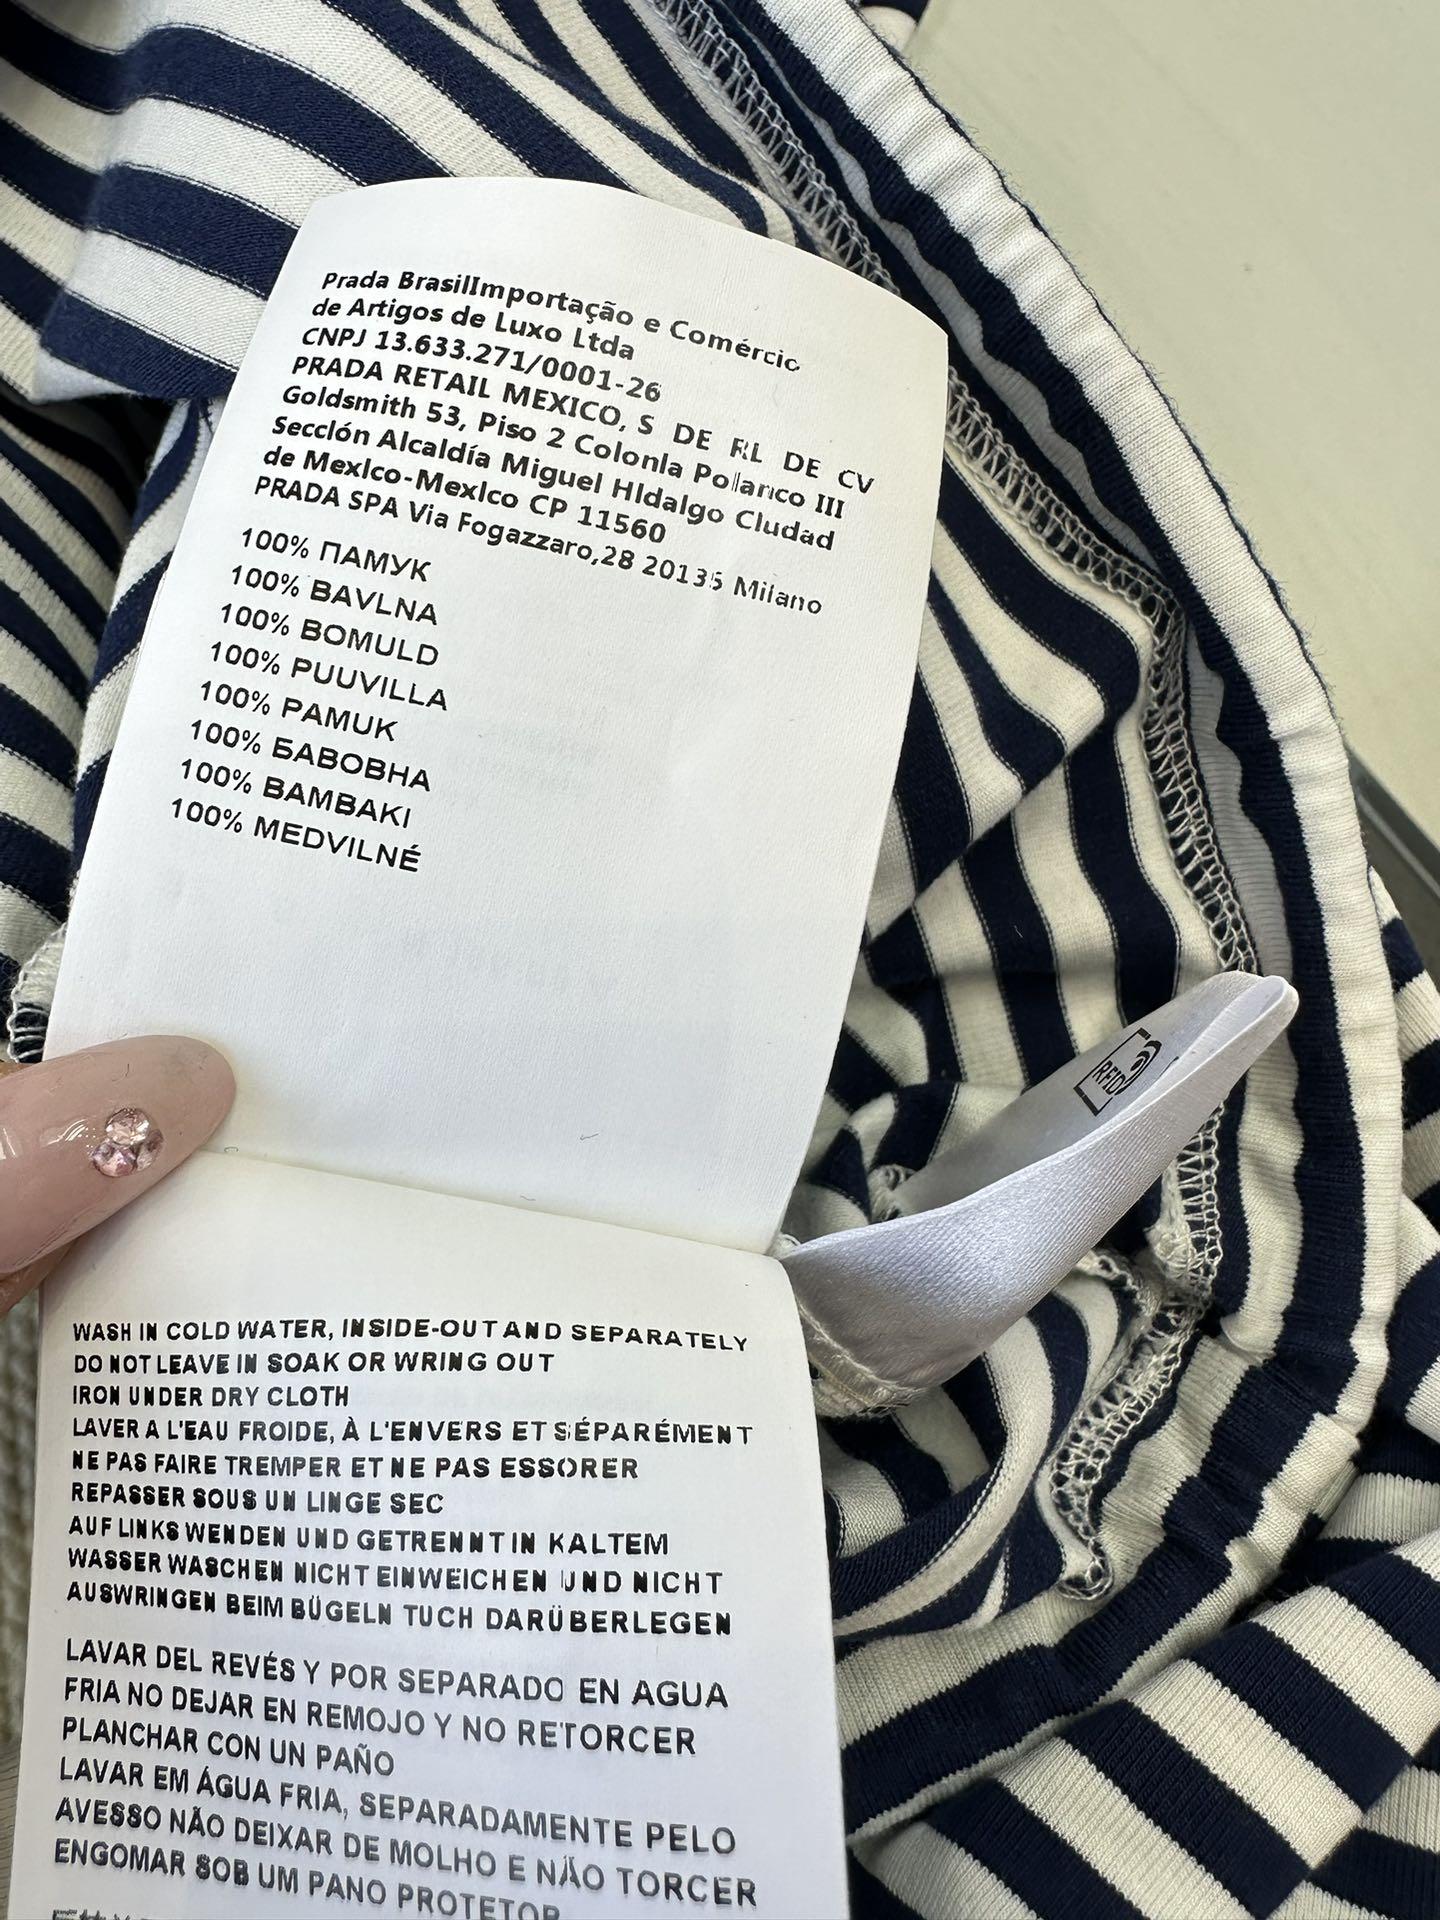 Prada BrasilImportação e Comércio
de Artigos de Luxo Ltda
CNPJ 13.633.271/0001-26
PRADA RETAIL MEXICO, S DE RL DE CV
Goldsmith 53, Piso 2 Colonla Polanco III
Secclón Alcaldía Miguel HIdalgo Cludad
de Mexlco-Mexlco CP 11560
PRADA SPA Via Fogazzaro,28 20135 Milano
100% ПАМУК
100% BAVLNA
100% BOMULD
100% PUUVILLA
100% PAMUK
100% БАВОВНА
100% BAMBAKI
100% MEDVILNÉ
RFID
WASH IN COLD WATER, INSIDE-OUT AND SEPARATELY
DO NOT LEAVE IN SOAK OR WRING OUT
IRON UNDER DRY CLOTH
LAVER A L'EAU FROIDE, À L'ENVERS ET SÉPARÉMENT
NE PAS FAIRE TREMPER ET NE PAS ESSORER
REPASSER SOUS UN LINGE SEC
AUF LINKS WENDEN UND GETRENNT IN KALTEM
WASSER WASCHEN NICHT EINWEICHEN UND NICHT
AUSWRINGEN BEIM BÜGELN TUCH DARÜBERLEGEN
LAVAR DEL REVÉS Y POR SEPARADO EN AGUA
FRIA NO DEJAR EN REMOJO Y NO RETORCER
PLANCHAR CON UN PAÑO
LAVAR EM ÁGUA FRIA, SEPARADAMENTE PELO
AVESSO NÃO DEIXAR DE MOLHO E NÃO TORCER
ENGOMAR SOB UM PANO PROTETOR